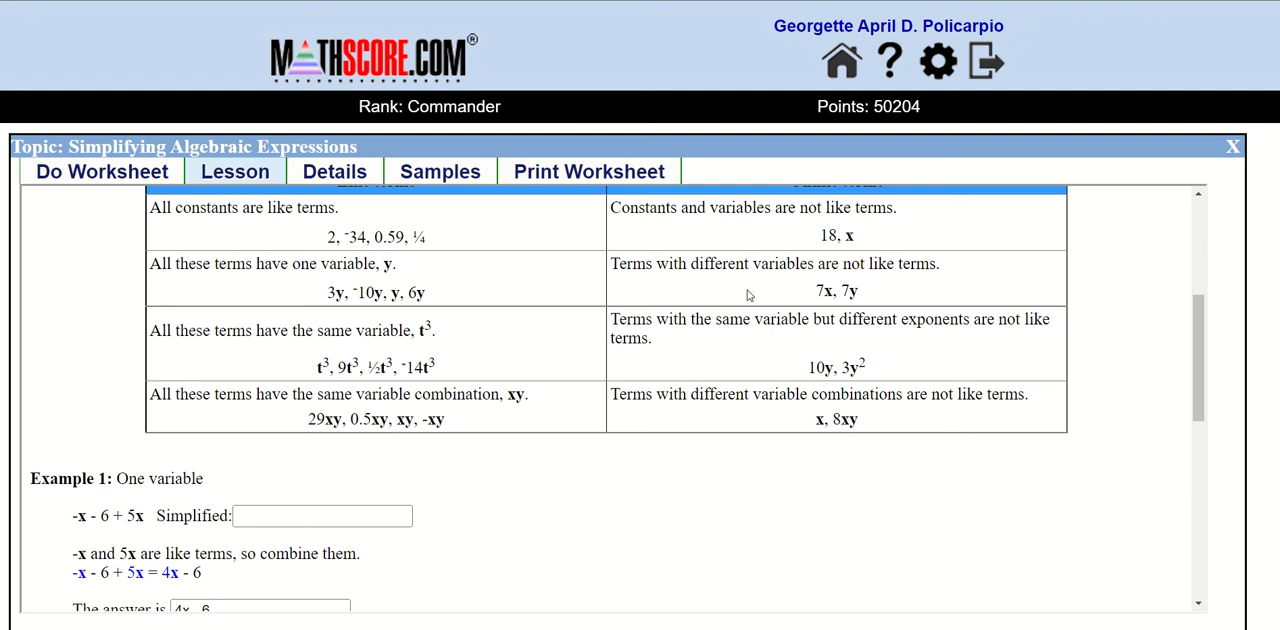 Georgette April D. Policarpio
MATHSCORE.COM®
Rank: Commander
Points: 50204
Topic: Simplifying Algebraic Expressions
X
Do Worksheet
Lesson
Details
Samples
Print Worksheet
All constants are like terms.
2, ⁻34, 0.59, ¼
Constants and variables are not like terms.
18, x
All these terms have one variable, y.
3y, ⁻10y, y, 6y
Terms with different variables are not like terms.
7x, 7y
All these terms have the same variable, t³.
t³, 9t³, ½t³, ⁻14t³
Terms with the same variable but different exponents are not like
terms.
10y, 3y²
All these terms have the same variable combination, xy.
29xy, 0.5xy, xy, -xy
Terms with different variable combinations are not like terms.
x, 8xy
Example 1: One variable
-x - 6 + 5x Simplified:
-x and 5x are like terms, so combine them.
-x - 6 + 5x = 4x - 6
The answer is 4x - 6